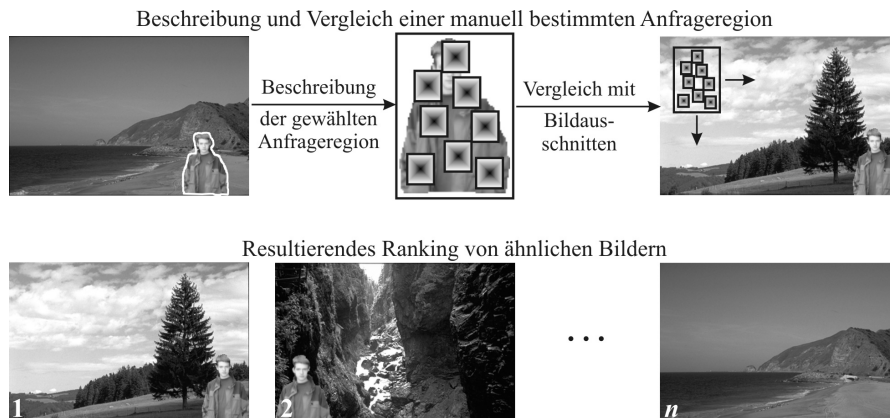 Beschreibung und Vergleich einer manuell bestimmten Anfrageregion
Beschreibung
der gewählten
Anfrageregion
Vergleich mit
Bildaus-
schnitten
Resultierendes Ranking von ähnlichen Bildern
1
2
...
n